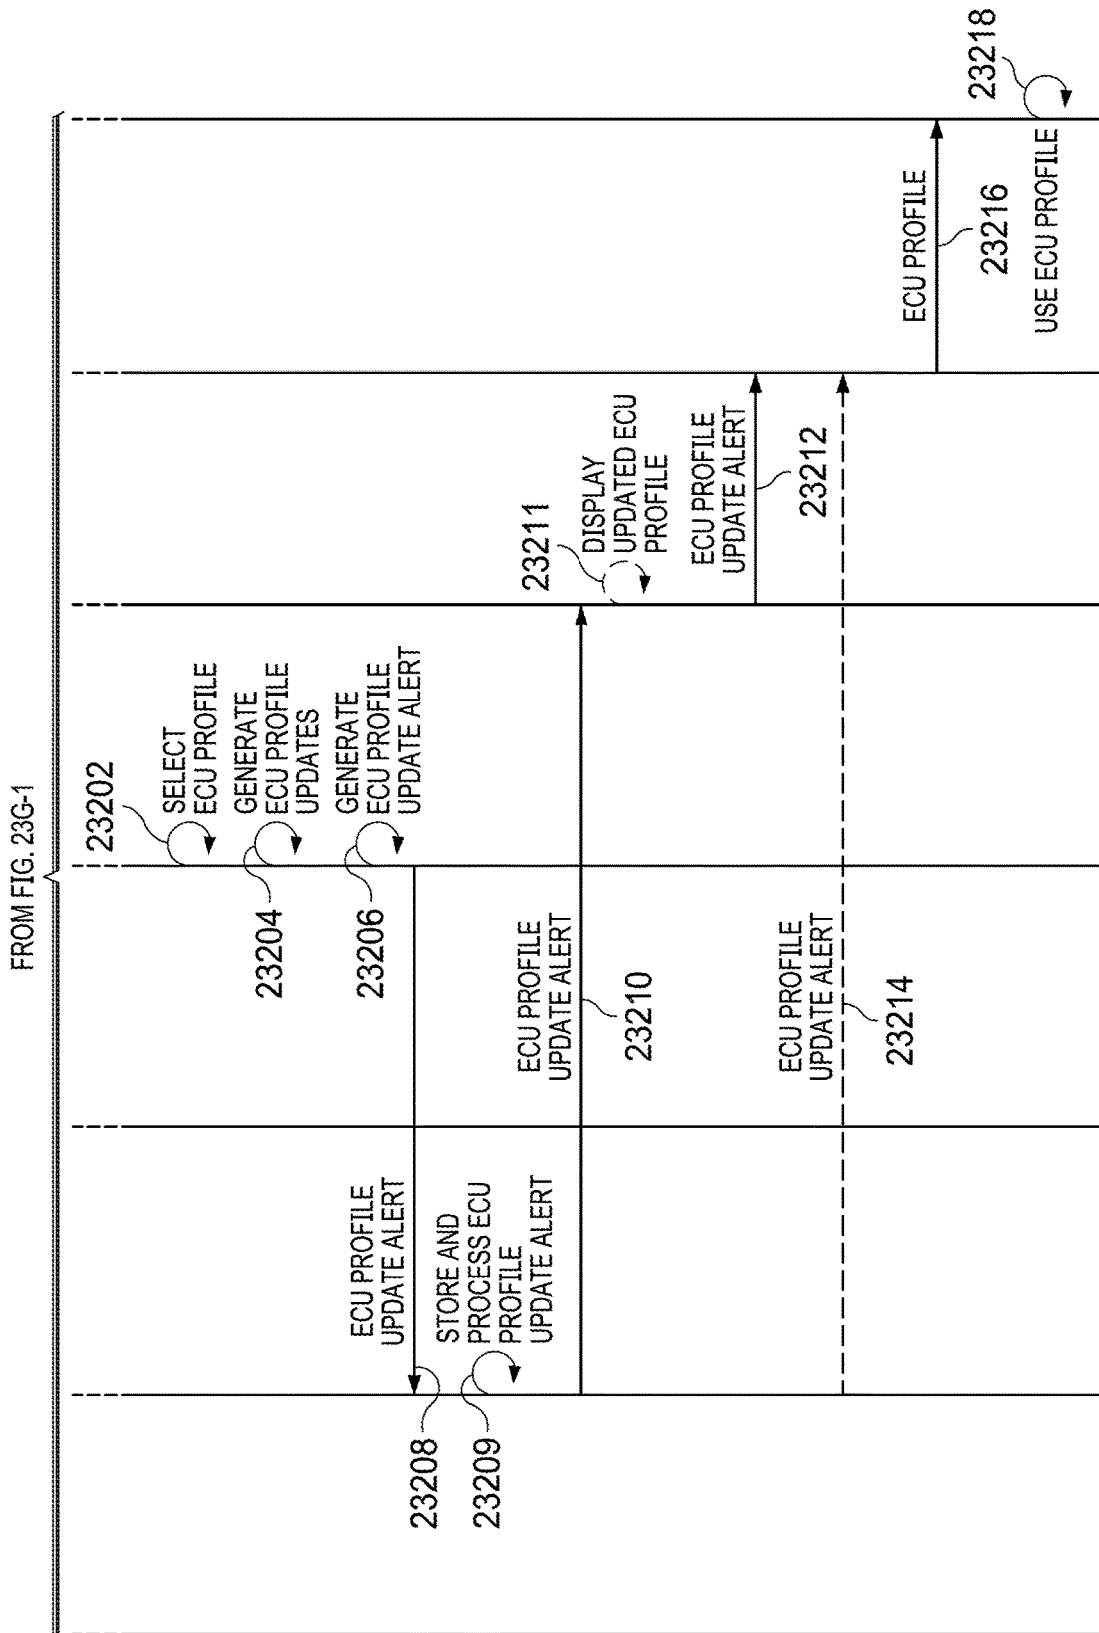 FROM FIG. 23G-1
23202
SELECT
ECU PROFILE
23204
GENERATE
ECU PROFILE
UPDATES
23206
GENERATE
ECU PROFILE
UPDATE ALERT
ECU PROFILE
UPDATE ALERT
23208
STORE AND
PROCESS ECU
PROFILE
UPDATE ALERT
23209
ECU PROFILE
UPDATE ALERT
23210
23211
DISPLAY
UPDATED ECU
PROFILE
ECU PROFILE
UPDATE ALERT
23212
ECU PROFILE
UPDATE ALERT
23214
ECU PROFILE
23216
USE ECU PROFILE
23218